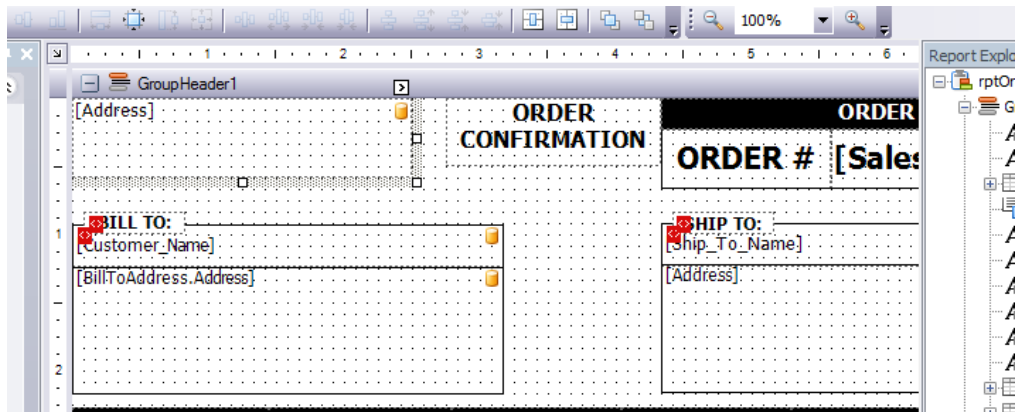 100%
1 2 3 4 5 6
Report Explo
GroupHeader1
rptOr
G
[Address]
ORDER
CONFIRMATION
ORDER
ORDER # [Sales
A
A
A
A
A
A
A
A
1
BILL TO:
SHIP TO:
[Customer_Name]
[Ship_To_Name]
[BillToAddress.Address]
[Address]
2